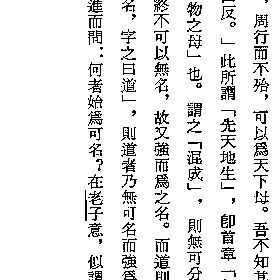 ，周行而不殆，可以爲天下母。吾不知其
反。」此所謂「先天地生」，卽首章「
物之母」也。謂之「混成」，則無可分
終不可以無名，故又強而爲之名。而道則
名，字之曰道」，則道者乃無可名而強爲
進而問：何者始爲可名？在老子意，似謂